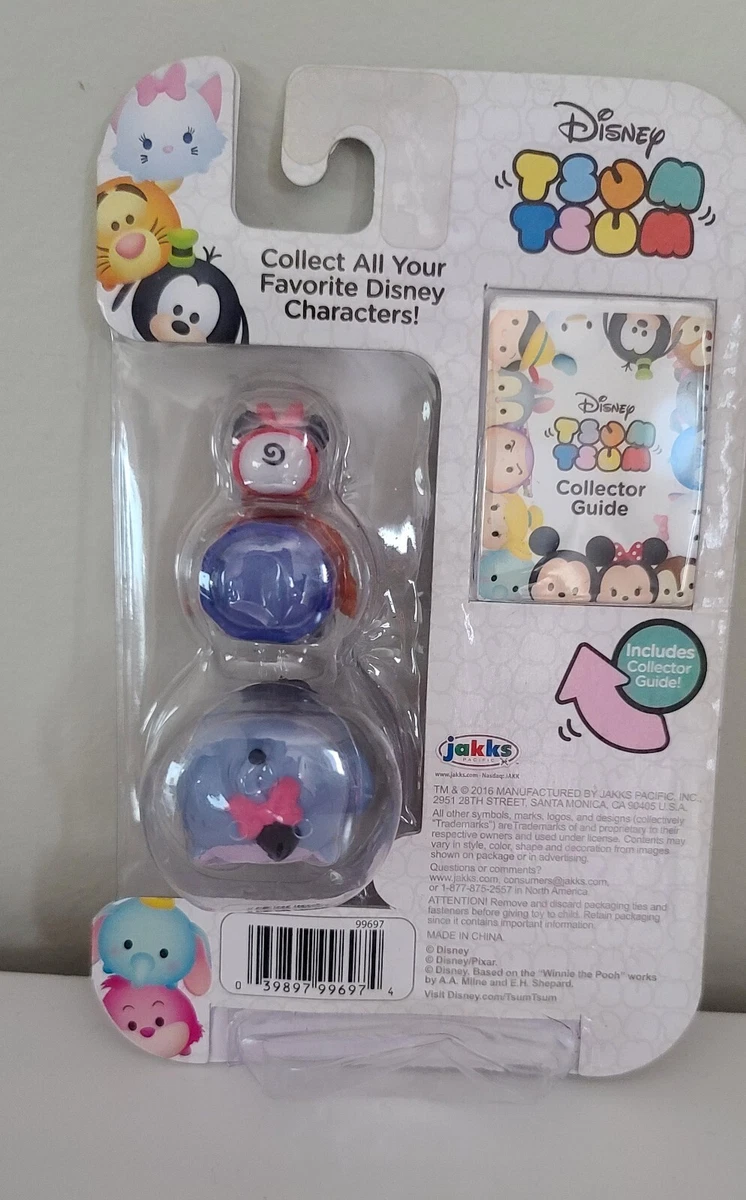 Disney
TSUM
TSUM
Collect All Your
Favorite Disney
Characters!
Disney
TSUM
TSUM
Collector
Guide
Includes
Collector
Guide!
jakks
PACIFIC
www.jakks.com - Nasdaq: JAKK
TM & © 2016 MANUFACTURED BY JAKKS PACIFIC, INC.,
2951 28TH STREET, SANTA MONICA, CA 90405 U.S.A.
All other symbols, marks, logos, and designs (collectively
"Trademarks") are Trademarks of and proprietary to their
respective owners and used under license. Contents may
vary in style, color, shape and decoration from images
shown on package or in advertising.
Questions or comments?
www.jakks.com, consumers@jakks.com,
or 1-877-875-2557 in North America
ATTENTION! Remove and discard packaging ties and
fasteners before giving toy to child. Retain packaging
since it contains important information.
MADE IN CHINA
© Disney
© Disney/Pixar.
© Disney. Based on the "Winnie the Pooh" works
by A.A. Milne and E.H. Shepard.
Visit Disney.com/TsumTsum
99697
0 39897 99697 4